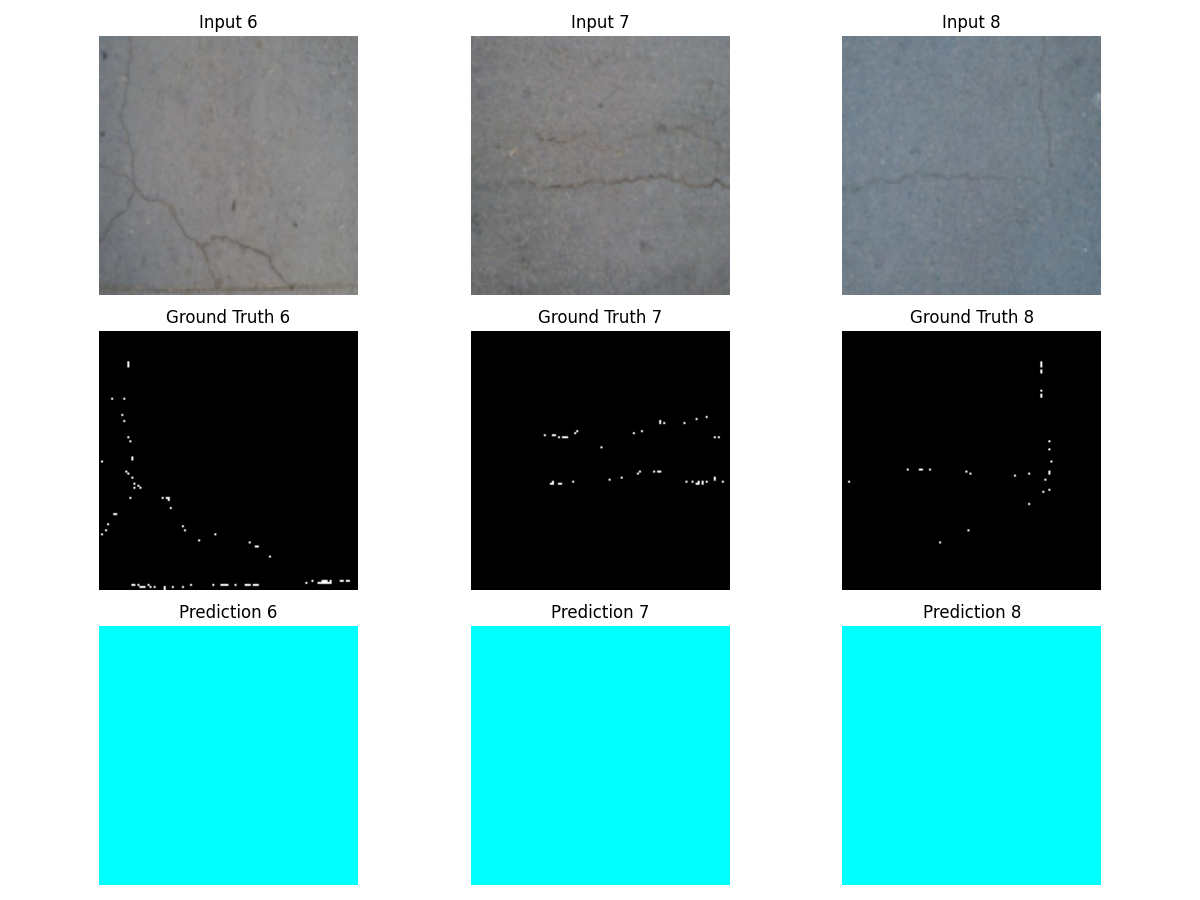 Input 6
Input 7
Input 8
Ground Truth 6
Ground Truth 7
Ground Truth 8
Prediction 6
Prediction 7
Prediction 8